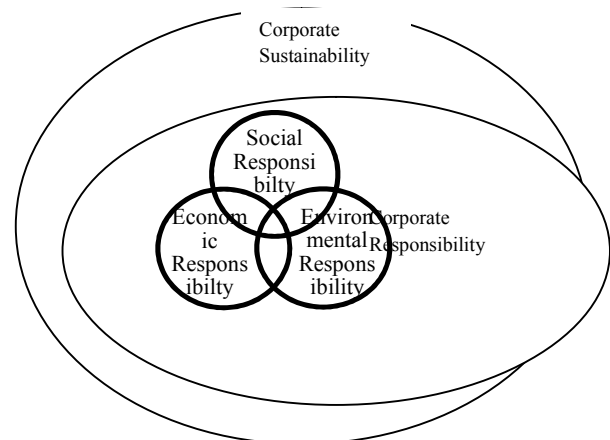 Corporate
Sustainability
Social
Responsi
bilty
Econom
ic
Respons
ibilty
Environ
mental
Respons
ibility
Corporate
Responsibility